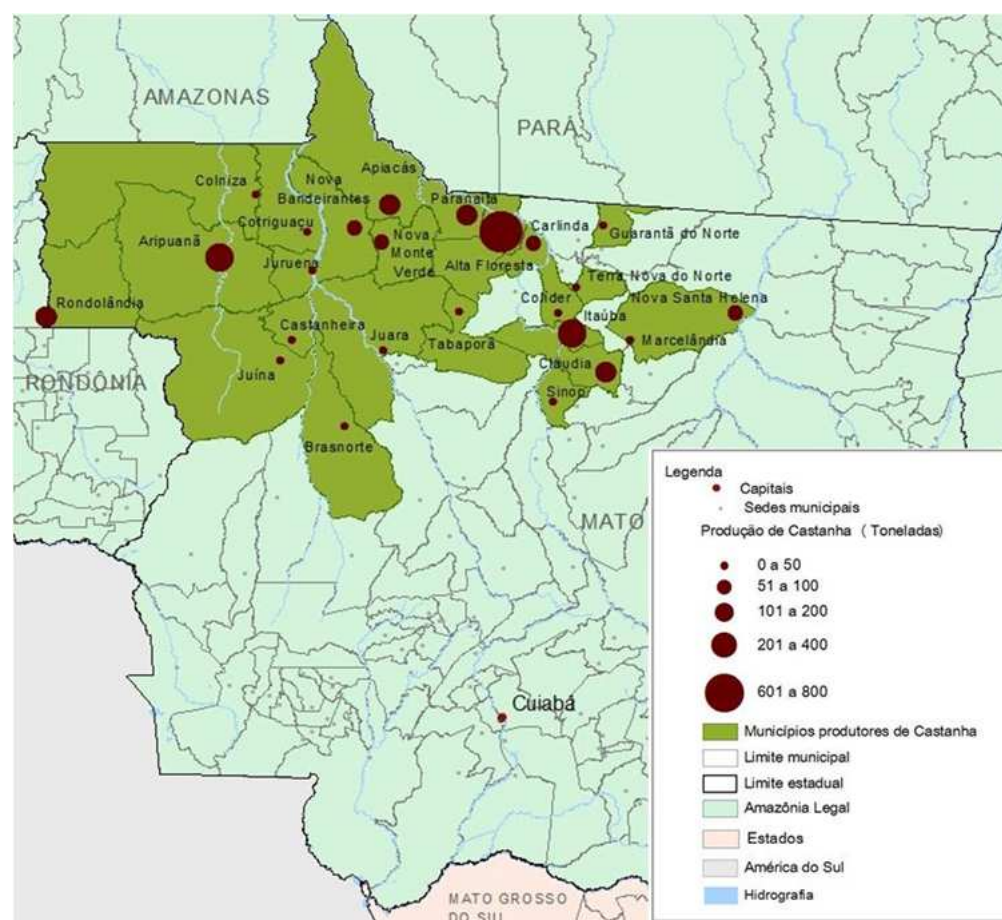 AMAZONAS
PARÁ
Colniza
Nova
Bandeirantes
Apiacás
Paranaíta
Cotriguaçu
Carlinda
Guarantã do Norte
Aripuanã
Nova
Monte
Verde
Alta Floresta
Juruena
Terra Nova do Norte
Rondolândia
Colider
Nova Santa Helena
Castanheira
Juara
Itaúba
Tabaporã
Marcelândia
RONDÔNIA
Juína
Cláudia
Sinop
Brasnorte
MATO
Cuiabá
MATO GROSSO
DO SUL
Legenda
Capitais
Sedes municipais
Produção de Castanha ( Toneladas)
0 a 50
51 a 100
101 a 200
201 a 400
601 a 800
Municípios produtores de Castanha
Limite municipal
Limite estadual
Amazônia Legal
Estados
América do Sul
Hidrografia